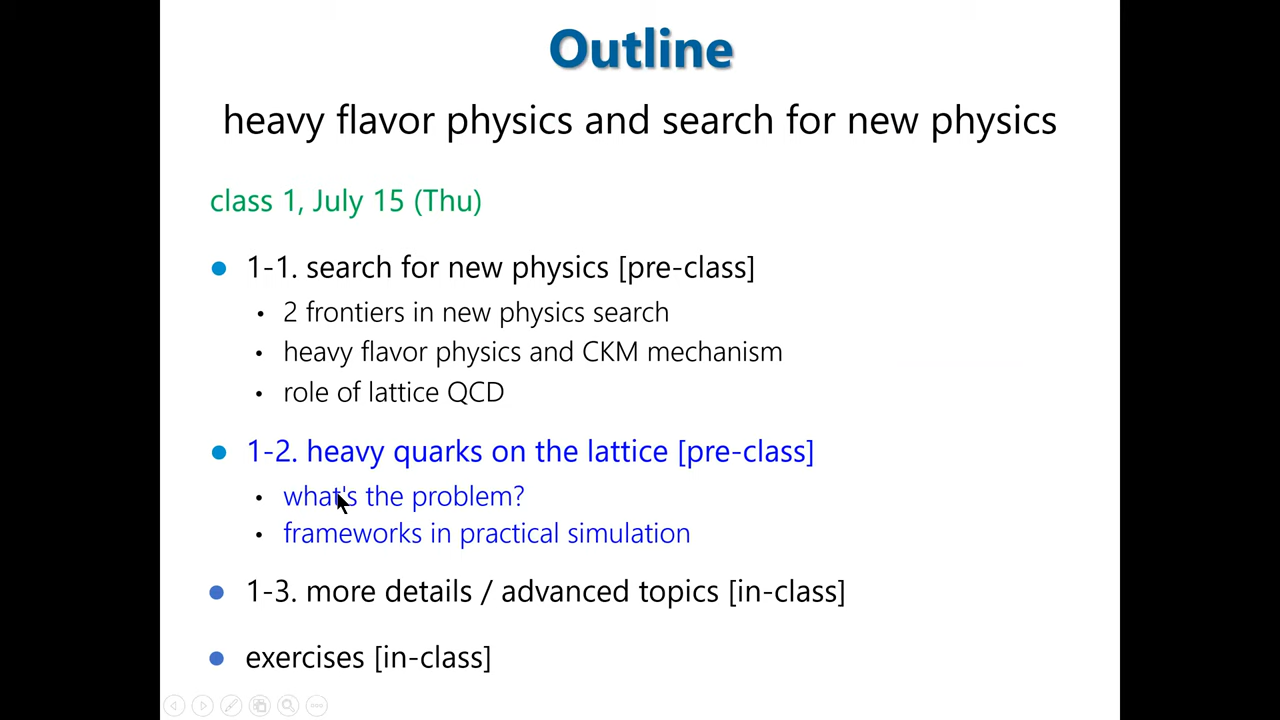 Outline
heavy flavor physics and search for new physics
class 1, July 15 (Thu)
1-1. search for new physics [pre-class]
2 frontiers in new physics search
heavy flavor physics and CKM mechanism
role of lattice QCD
1-2. heavy quarks on the lattice [pre-class]
what's the problem?
frameworks in practical simulation
1-3. more details / advanced topics [in-class]
exercises [in-class]